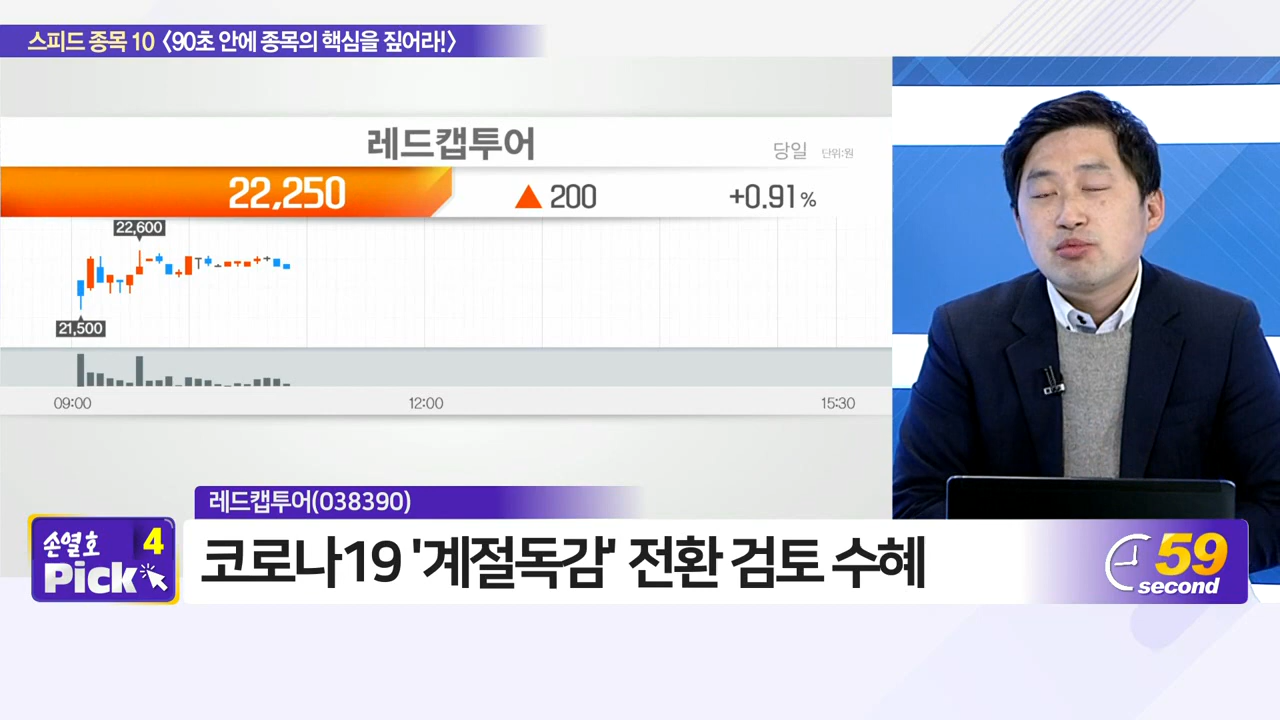 스피드 종목 10 〈90초 안에 종목의 핵심을 짚어라!〉
레드캡투어
당일 단위:원
22,250 ▲ 200 +0.91%
22,600
21,500
09:00 12:00 15:30
레드캡투어(038390)
손열호 4
Pick
코로나19 '계절독감' 전환 검토 수혜
59
second